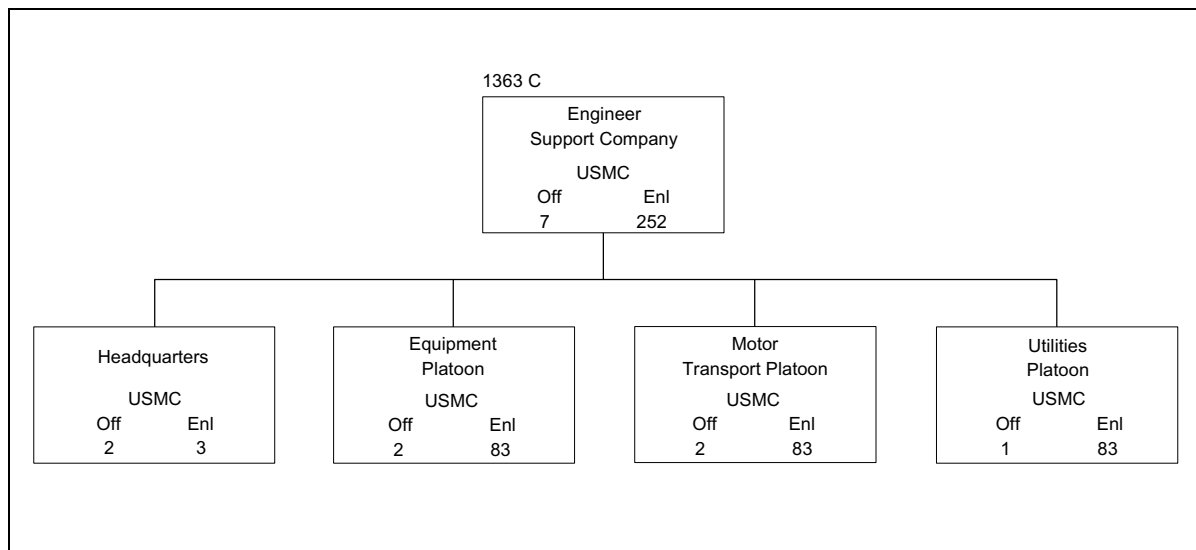 1363 C
Engineer
Support Company
USMC
Off Enl
7 252
Headquarters
USMC
Off Enl
2 3
Equipment
Platoon
USMC
Off Enl
2 83
Motor
Transport Platoon
USMC
Off Enl
2 83
Utilities
Platoon
USMC
Off Enl
1 83